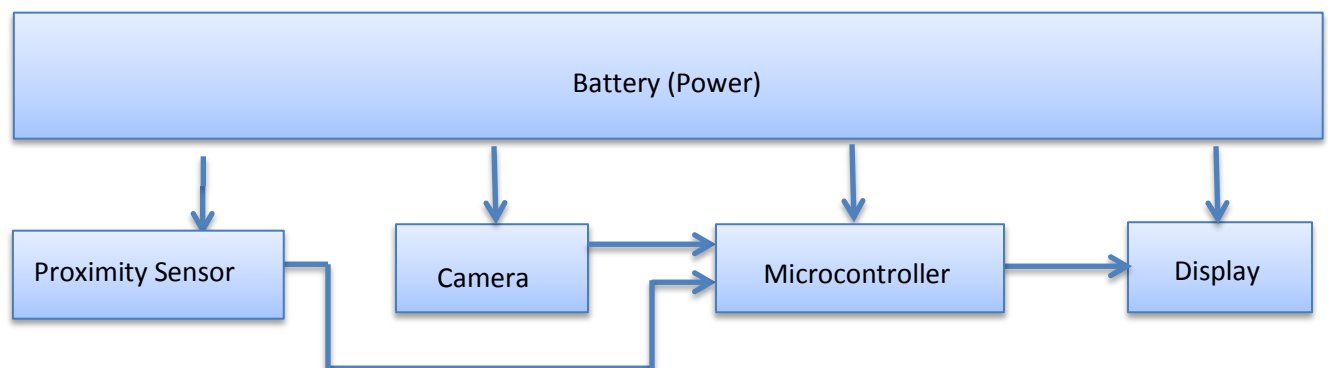 Battery (Power)
Proximity Sensor
Camera
Microcontroller
Display